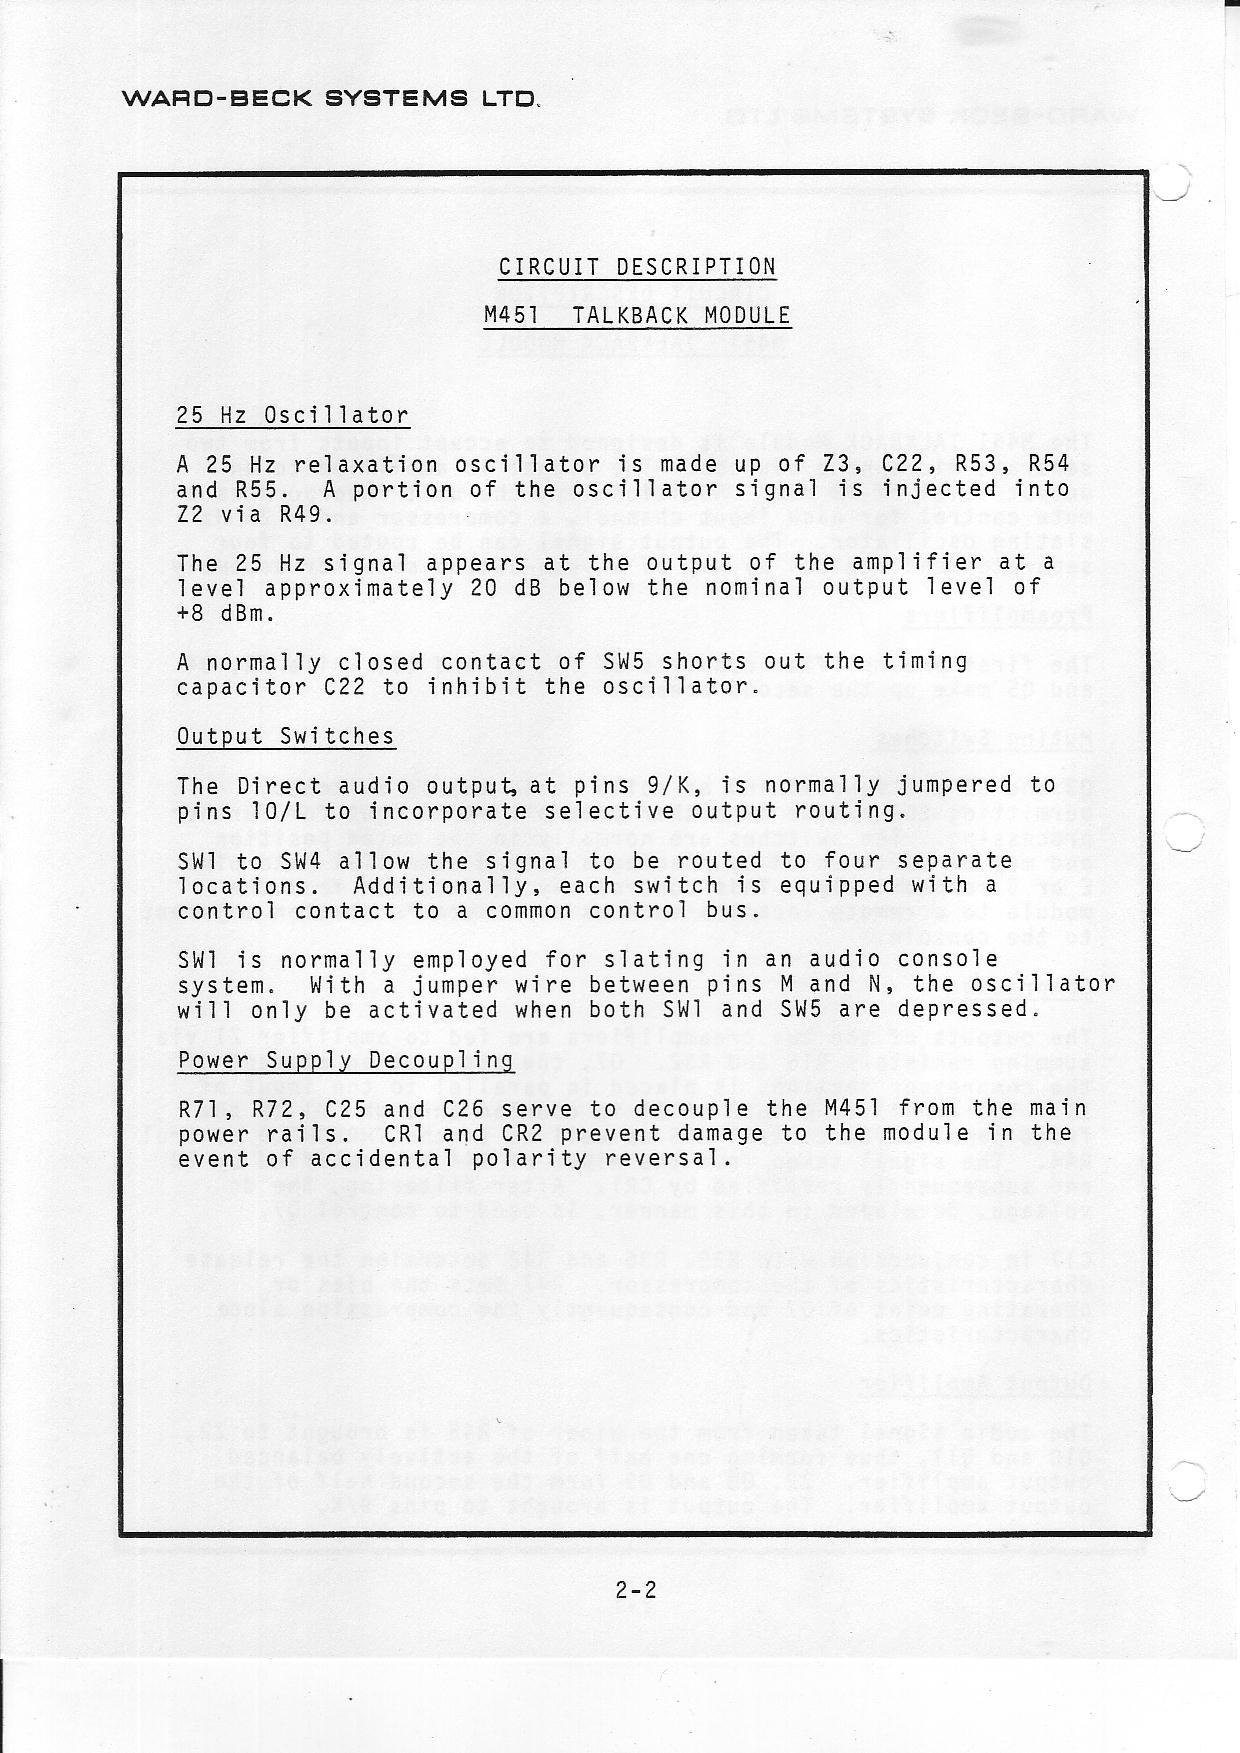 WARD-BECK SYSTEMS LTD.
CIRCUIT DESCRIPTION
M451 TALKBACK MODULE
25 Hz Oscillator
A 25 Hz relaxation oscillator is made up of Z3, C22, R53, R54
and R55. A portion of the oscillator signal is injected into
Z2 via R49.
The 25 Hz signal appears at the output of the amplifier at a
level approximately 20 dB below the nominal output level of
+8 dBm.
A normally closed contact of SW5 shorts out the timing
capacitor C22 to inhibit the oscillator.
Output Switches
The Direct audio output, at pins 9/K, is normally jumpered to
pins 10/L to incorporate selective output routing.
SW1 to SW4 allow the signal to be routed to four separate
locations. Additionally, each switch is equipped with a
control contact to a common control bus.
SW1 is normally employed for slating in an audio console
system. With a jumper wire between pins M and N, the oscillator
will only be activated when both SW1 and SW5 are depressed.
Power Supply Decoupling
R71, R72, C25 and C26 serve to decouple the M451 from the main
power rails. CR1 and CR2 prevent damage to the module in the
event of accidental polarity reversal.
2-2